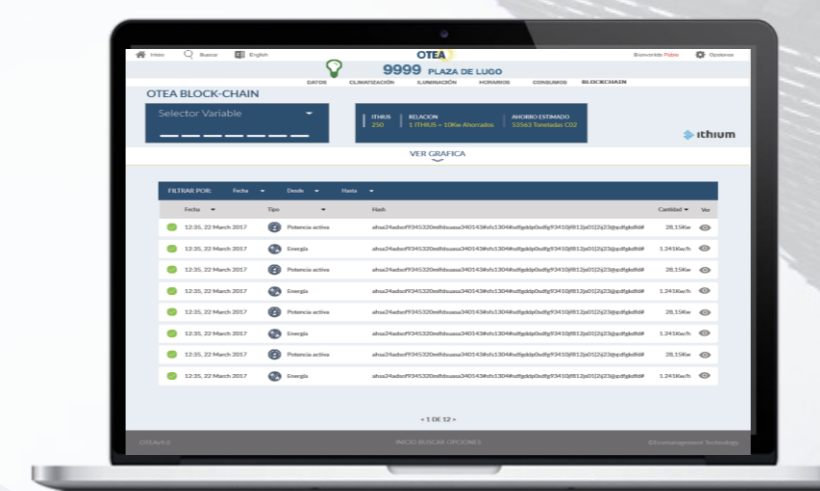 Inicio Buscar English OTEA Bienvenido Pablo Opciones
9999 PLAZA DE LUGO
DATOS CLIMATIZACIÓN ILUMINACIÓN HORARIOS CONSUMOS BLOCKCHAIN
OTEA BLOCK-CHAIN
Selector Variable
ITHIUS RELACION AHORRO ESTIMADO
250 1 ITHIUS = 10Kw Ahorrados 53563 Toneladas CO2
ithium
VER GRAFICA
FILTRAR POR: Fecha Desde Hasta
Fecha Tipo Hash Cantidad Ver
12:35, 22 March 2017 Potencia activa 28,15Kw
12:35, 22 March 2017 Energía 1.241Kw/h
12:35, 22 March 2017 Potencia activa 28,15Kw
12:35, 22 March 2017 Energía 1.241Kw/h
12:35, 22 March 2017 Potencia activa 28,15Kw
12:35, 22 March 2017 Energía 1.241Kw/h
12:35, 22 March 2017 Potencia activa 28,15Kw
12:35, 22 March 2017 Energía 1.241Kw/h
< 1 DE 12 >
OTEAv4.0 INICIO BUSCAR OPCIONES ©Ecomanagement Technology